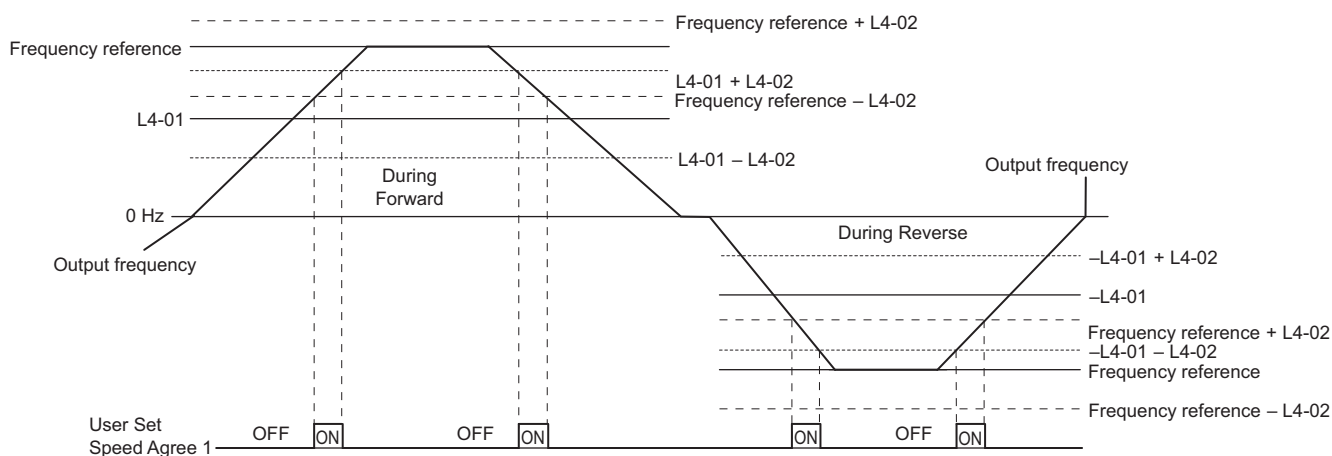 Frequency reference + L4-02
Frequency reference
L4-01 + L4-02
Frequency reference – L4-02
L4-01
L4-01 – L4-02
During
Forward
Output frequency
0 Hz
During Reverse
Output frequency
–L4-01 + L4-02
–L4-01
Frequency reference + L4-02
–L4-01 – L4-02
Frequency reference
Frequency reference – L4-02
User Set
Speed Agree 1
OFF ON OFF ON ON OFF ON